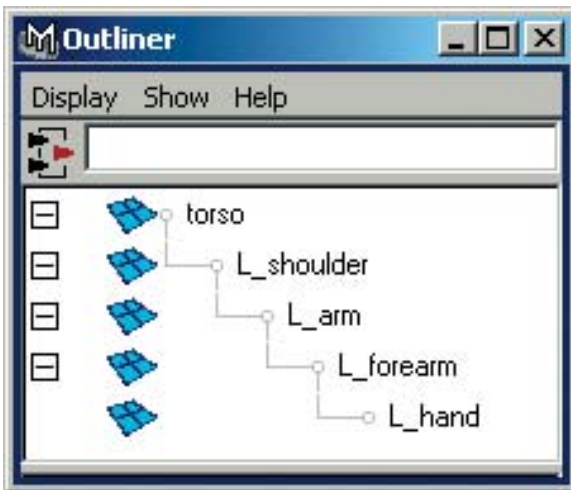 Outliner
Display Show Help
torso
L_shoulder
L_arm
L_forearm
L_hand